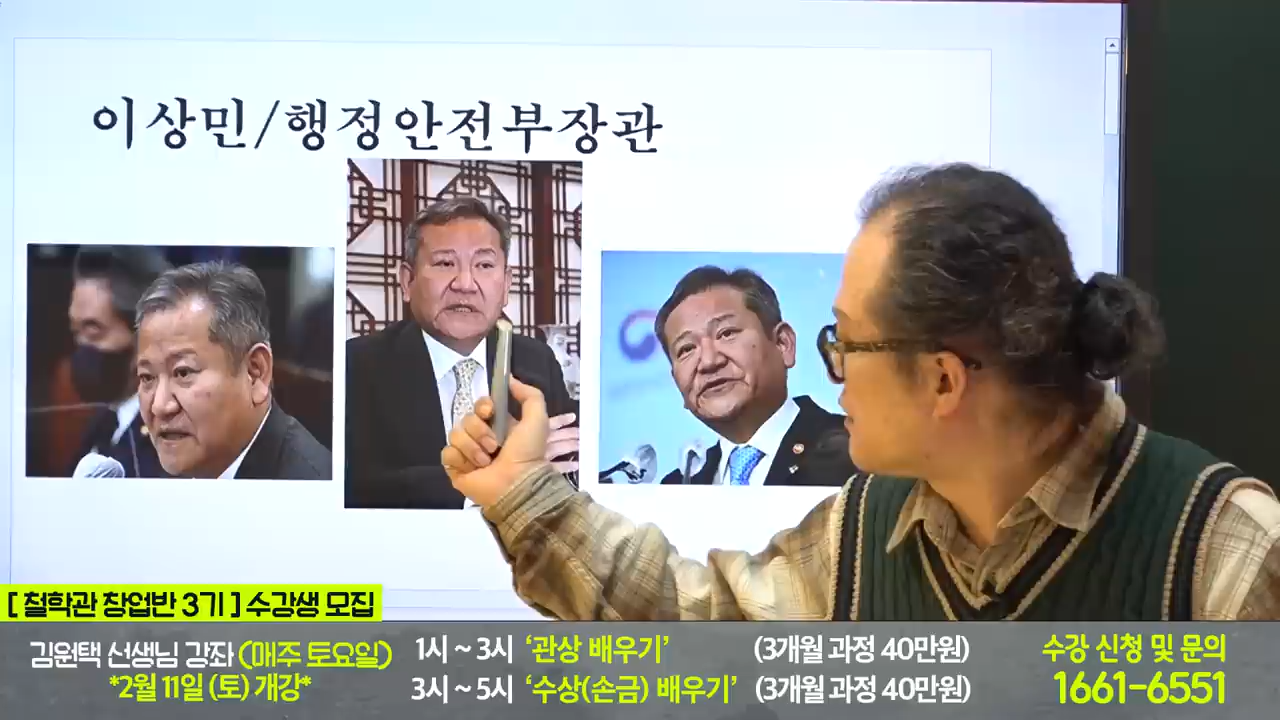 이상민/행정안전부장관
[ 철학관 창업반 3기 ] 수강생 모집
김원택 선생님 강좌 (매주 토요일)
*2월 11일 (토) 개강*
1시 ~ 3시 ‘관상 배우기’ (3개월 과정 40만원)
3시 ~ 5시 ‘수상(손금) 배우기’ (3개월 과정 40만원)
수강 신청 및 문의
1661-6551